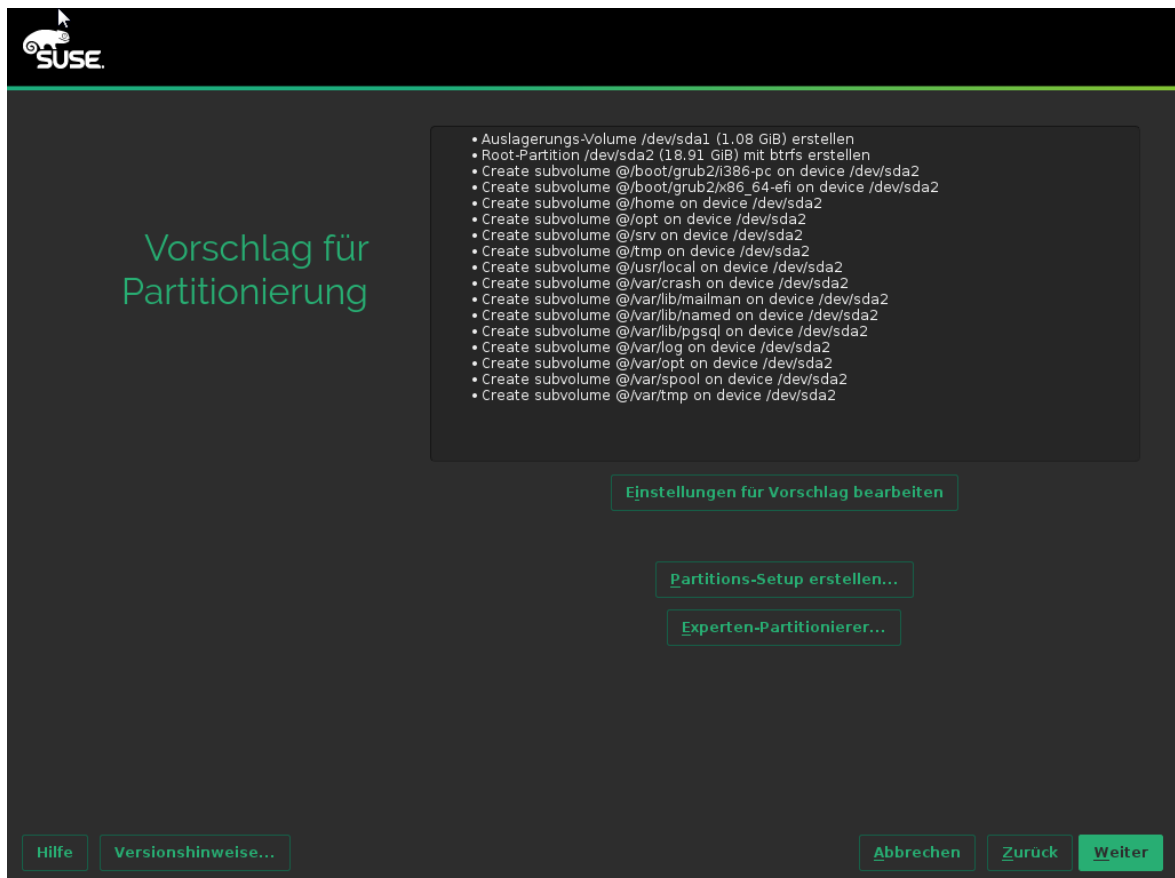 SUSE.
Vorschlag für
Partitionierung
• Auslagerungs-Volume /dev/sda1 (1.08 GiB) erstellen
• Root-Partition /dev/sda2 (18.91 GiB) mit btrfs erstellen
• Create subvolume @/boot/grub2/i386-pc on device /dev/sda2
• Create subvolume @/boot/grub2/x86_64-efi on device /dev/sda2
• Create subvolume @/home on device /dev/sda2
• Create subvolume @/opt on device /dev/sda2
• Create subvolume @/srv on device /dev/sda2
• Create subvolume @/tmp on device /dev/sda2
• Create subvolume @/usr/local on device /dev/sda2
• Create subvolume @/var/crash on device /dev/sda2
• Create subvolume @/var/lib/mailman on device /dev/sda2
• Create subvolume @/var/lib/named on device /dev/sda2
• Create subvolume @/var/lib/pgsql on device /dev/sda2
• Create subvolume @/var/log on device /dev/sda2
• Create subvolume @/var/opt on device /dev/sda2
• Create subvolume @/var/spool on device /dev/sda2
• Create subvolume @/var/tmp on device /dev/sda2
Einstellungen für Vorschlag bearbeiten
Partitions-Setup erstellen...
Experten-Partitionierer...
Hilfe Versionshinweise... Abbrechen Zurück Weiter